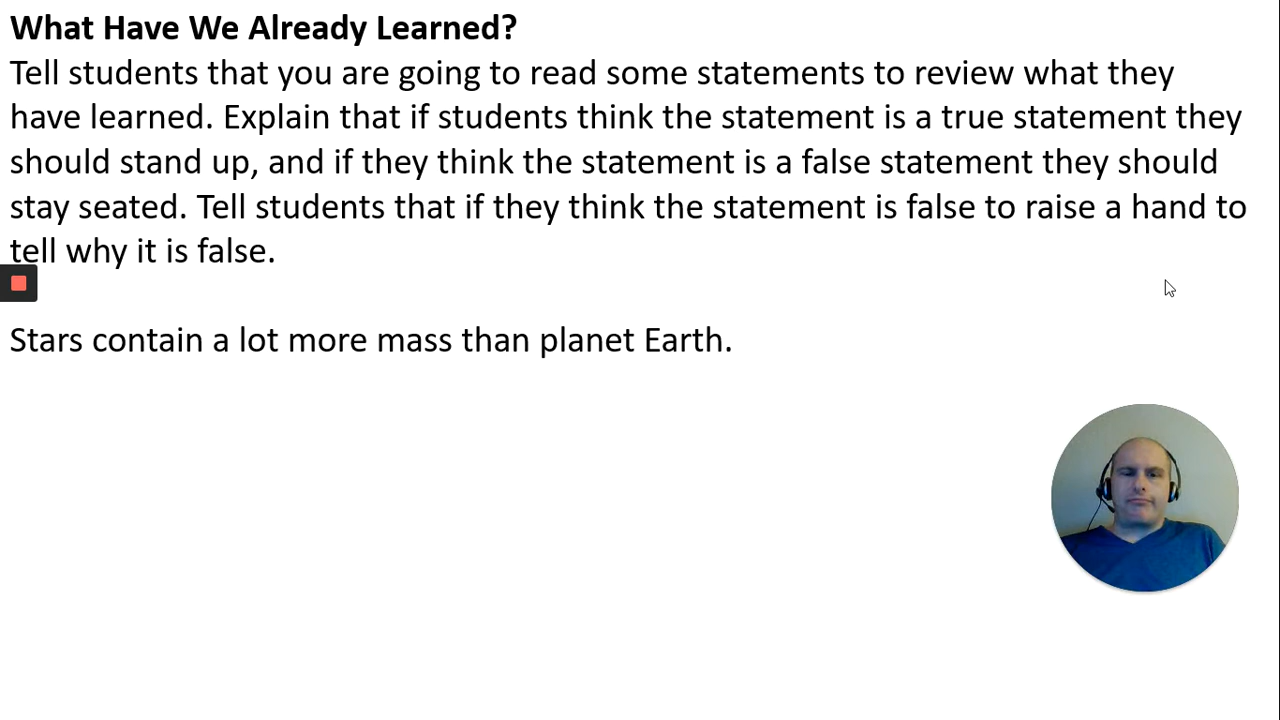 What Have We Already Learned?
Tell students that you are going to read some statements to review what they
have learned. Explain that if students think the statement is a true statement they
should stand up, and if they think the statement is a false statement they should
stay seated. Tell students that if they think the statement is false to raise a hand to
tell why it is false.
Stars contain a lot more mass than planet Earth.